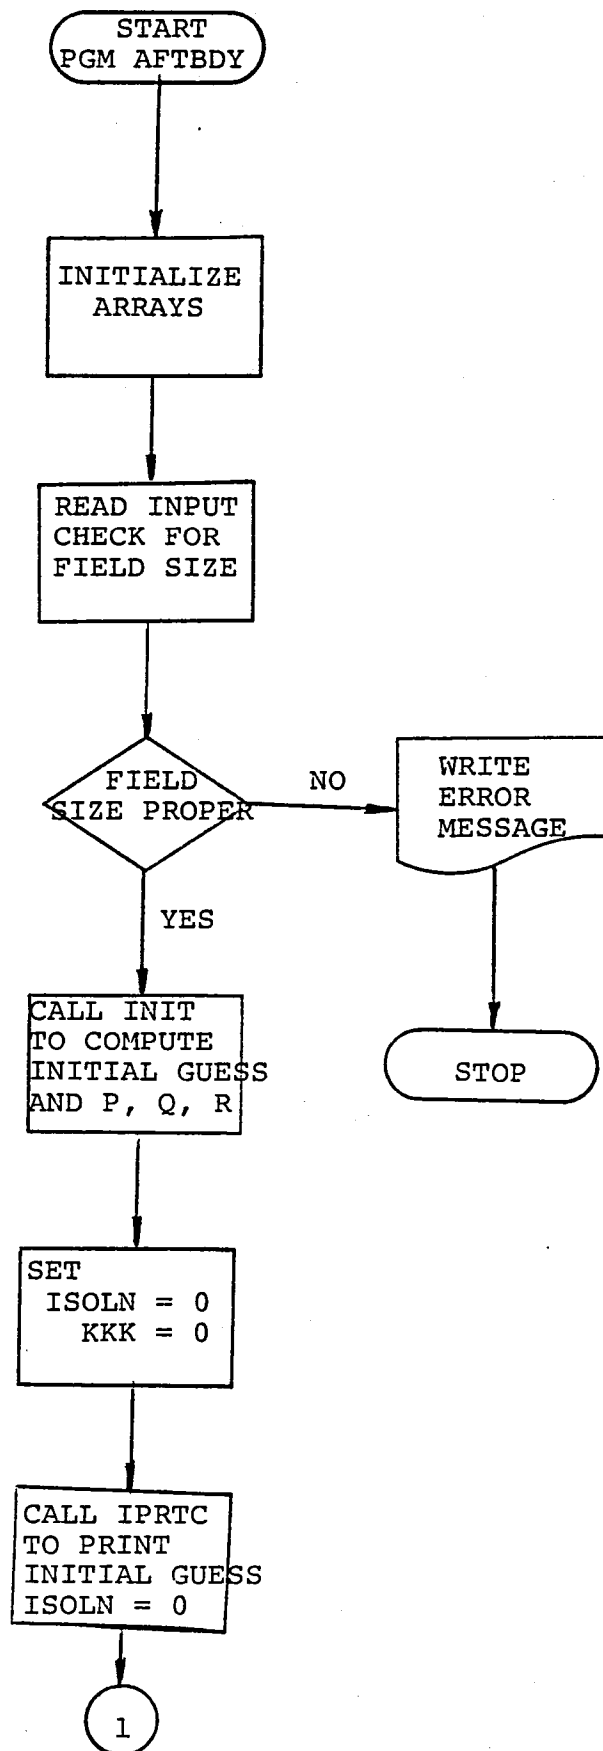 START
PGM AFTBDY
INITIALIZE
ARRAYS
READ INPUT
CHECK FOR
FIELD SIZE
FIELD
SIZE PROPER
NO
WRITE
ERROR
MESSAGE
YES
STOP
CALL INIT
TO COMPUTE
INITIAL GUESS
AND P, Q, R
SET
ISOLN = 0
KKK = 0
CALL IPRTC
TO PRINT
INITIAL GUESS
ISOLN = 0
1